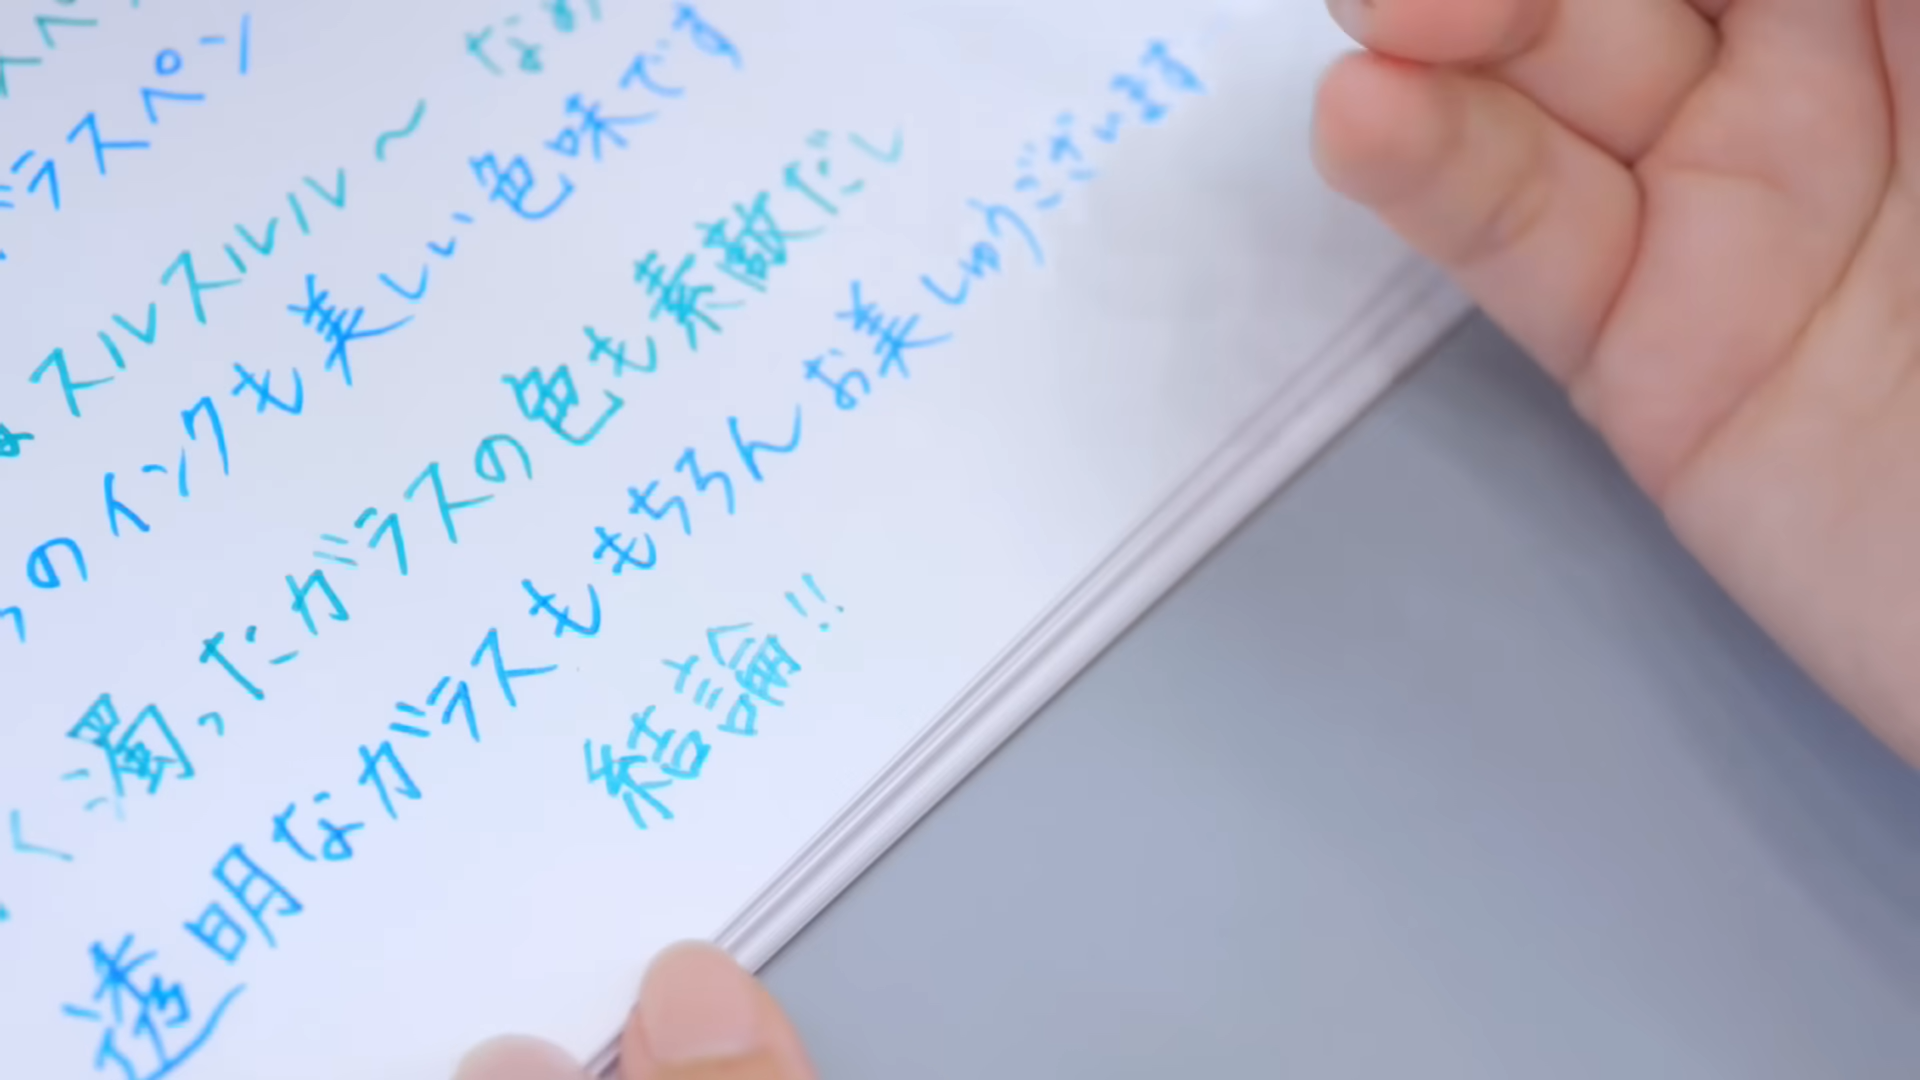 ガラスペン
スルスルル〜 な
のインクも美しい色味です
く濁ったガラスの色も素敵だし
透明なガラスももちろんお美しゅうございます
結論!!